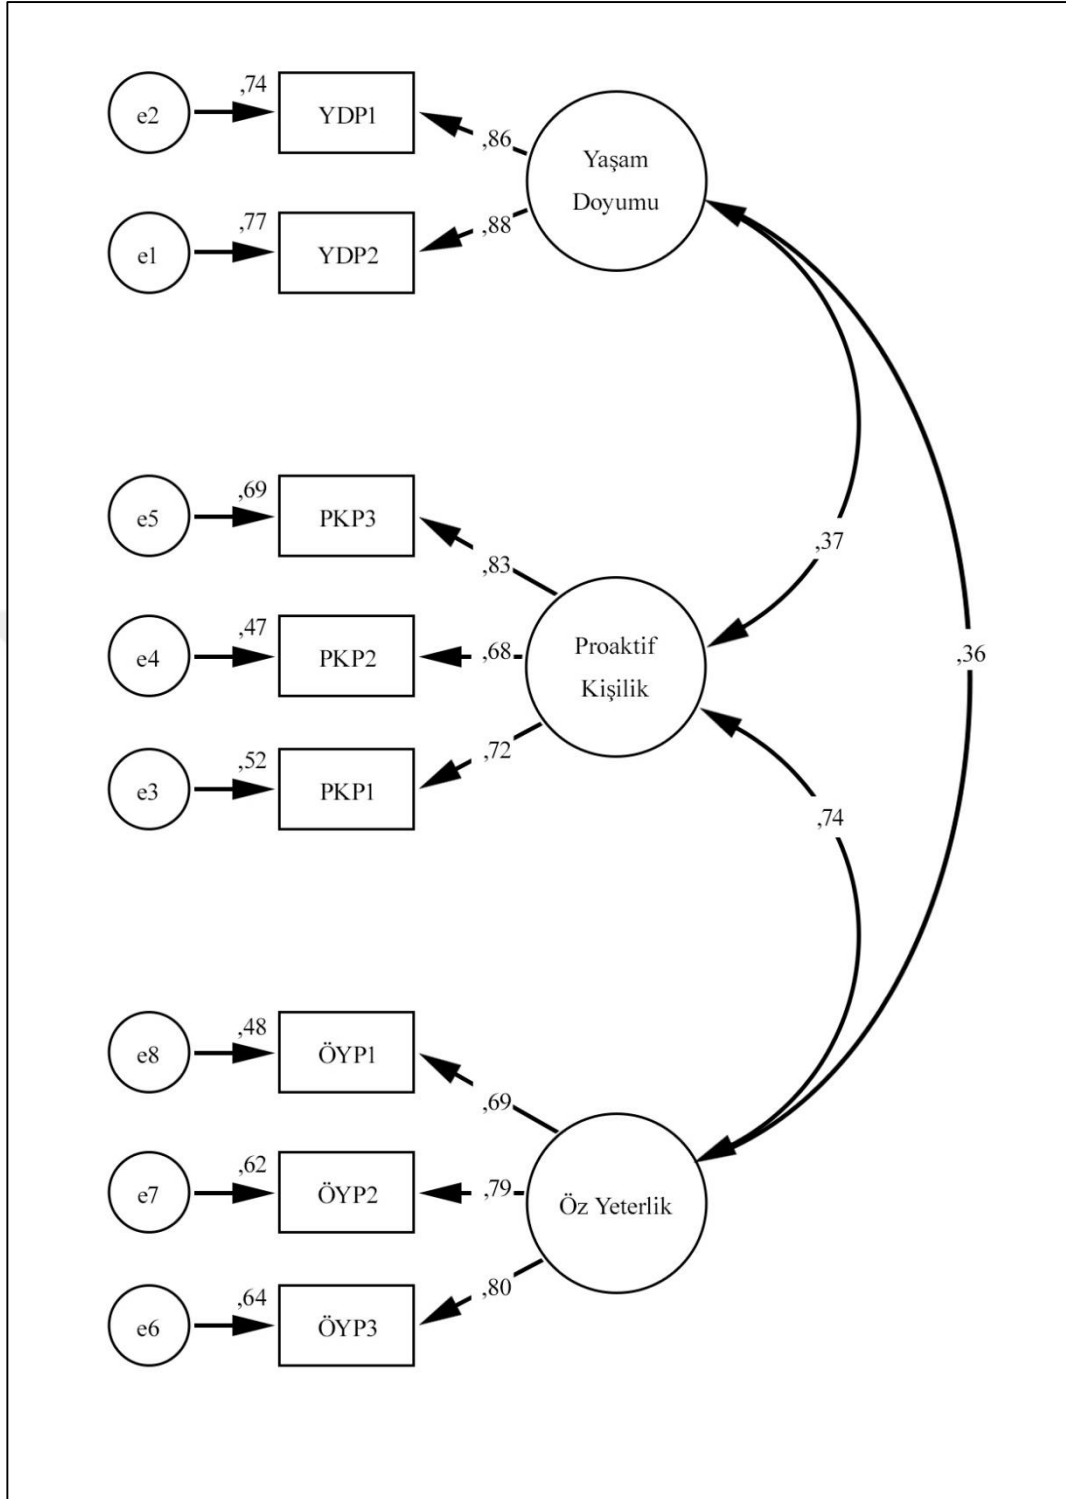 ,74
e2
YDP1
,86
Yaşam
Doyumu
,77
e1
YDP2
,88
,37
,36
,69
e5
PKP3
,83
Proaktif
Kişilik
,47
e4
PKP2
,68
,52
e3
PKP1
,72
,74
,48
e8
ÖYP1
,69
,62
e7
ÖYP2
,79
Öz Yeterlik
,64
e6
ÖYP3
,80